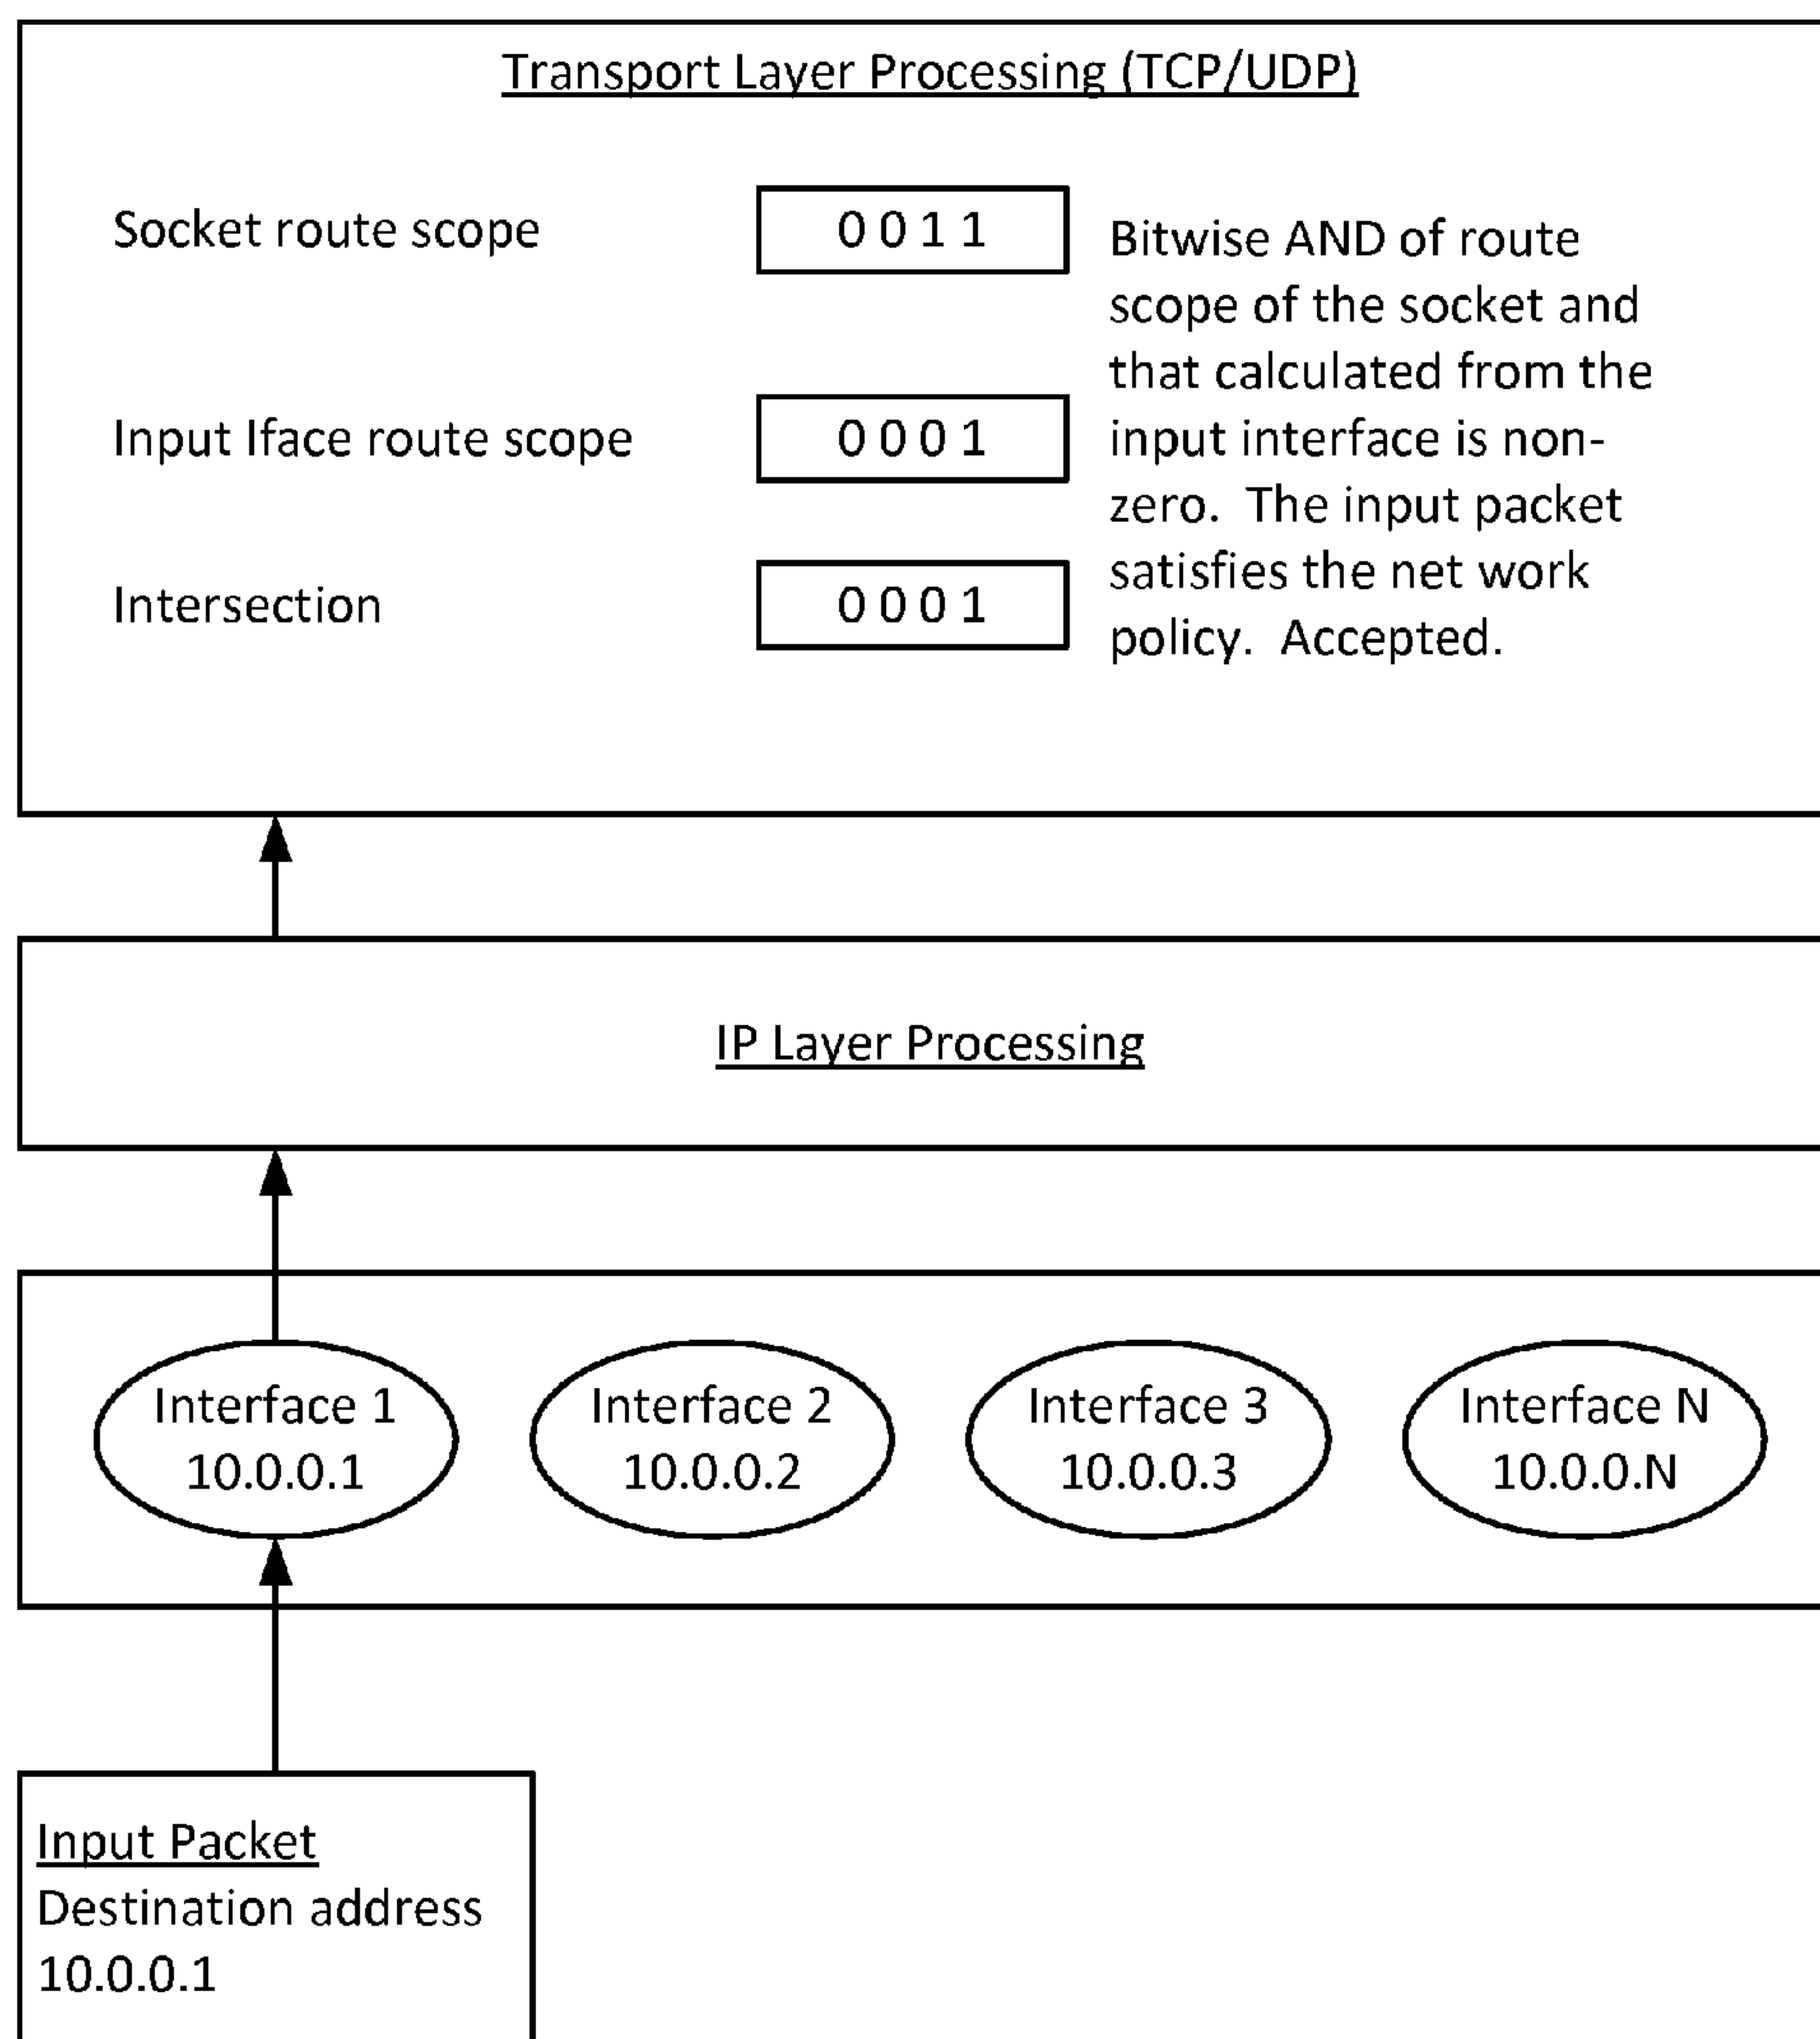 Transport Layer Processing (TCP/UDP)
Socket route scope
0 0 1 1
Input Iface route scope
0 0 0 1
Intersection
0 0 0 1
Bitwise AND of route
scope of the socket and
that calculated from the
input interface is non-
zero.  The input packet
satisfies the net work
policy.  Accepted.
IP Layer Processing
Interface 1
10.0.0.1
Interface 2
10.0.0.2
Interface 3
10.0.0.3
Interface N
10.0.0.N
Input Packet
Destination address
10.0.0.1